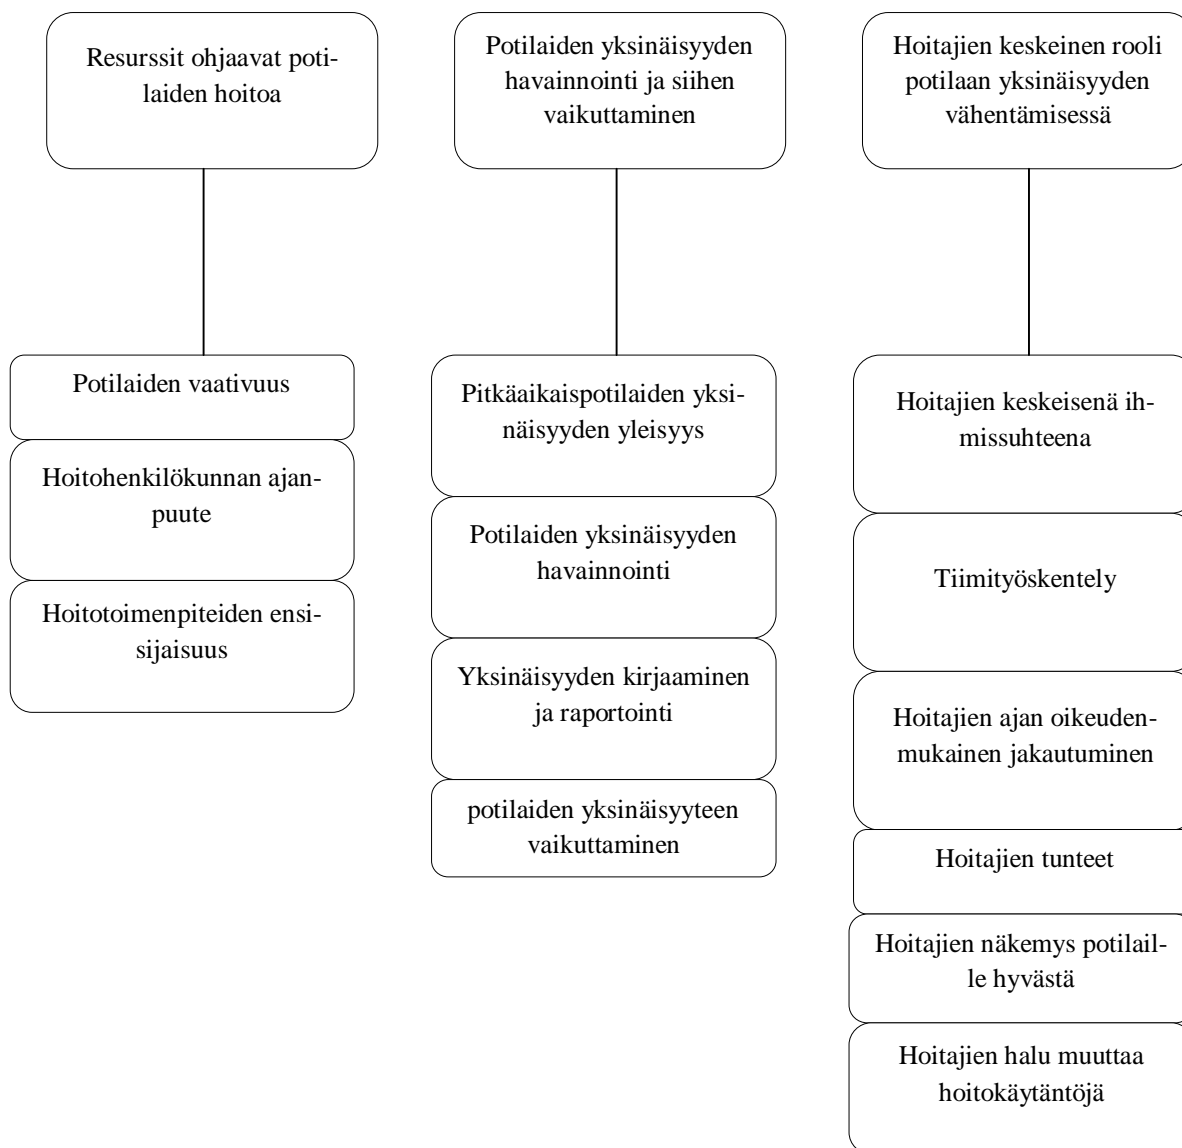 Resurssit ohjaavat poti-
laiden hoitoa
Potilaiden yksinäisyyden
havainnointi ja siihen
vaikuttaminen
Hoitajien keskeinen rooli
potilaan yksinäisyyden
vähentämisessä
Potilaiden vaativuus
Hoitohenkilökunnan ajan-
puute
Hoitotoimenpiteiden ensi-
sijaisuus
Pitkäaikaispotilaiden yksi-
näisyyden yleisyys
Potilaiden yksinäisyyden
havainnointi
Yksinäisyyden kirjaaminen
ja raportointi
potilaiden yksinäisyyteen
vaikuttaminen
Hoitajien keskeisenä ih-
missuhteena
Tiimityöskentely
Hoitajien ajan oikeuden-
mukainen jakautuminen
Hoitajien tunteet
Hoitajien näkemys potilail-
le hyvästä
Hoitajien halu muuttaa
hoitokäytäntöjä